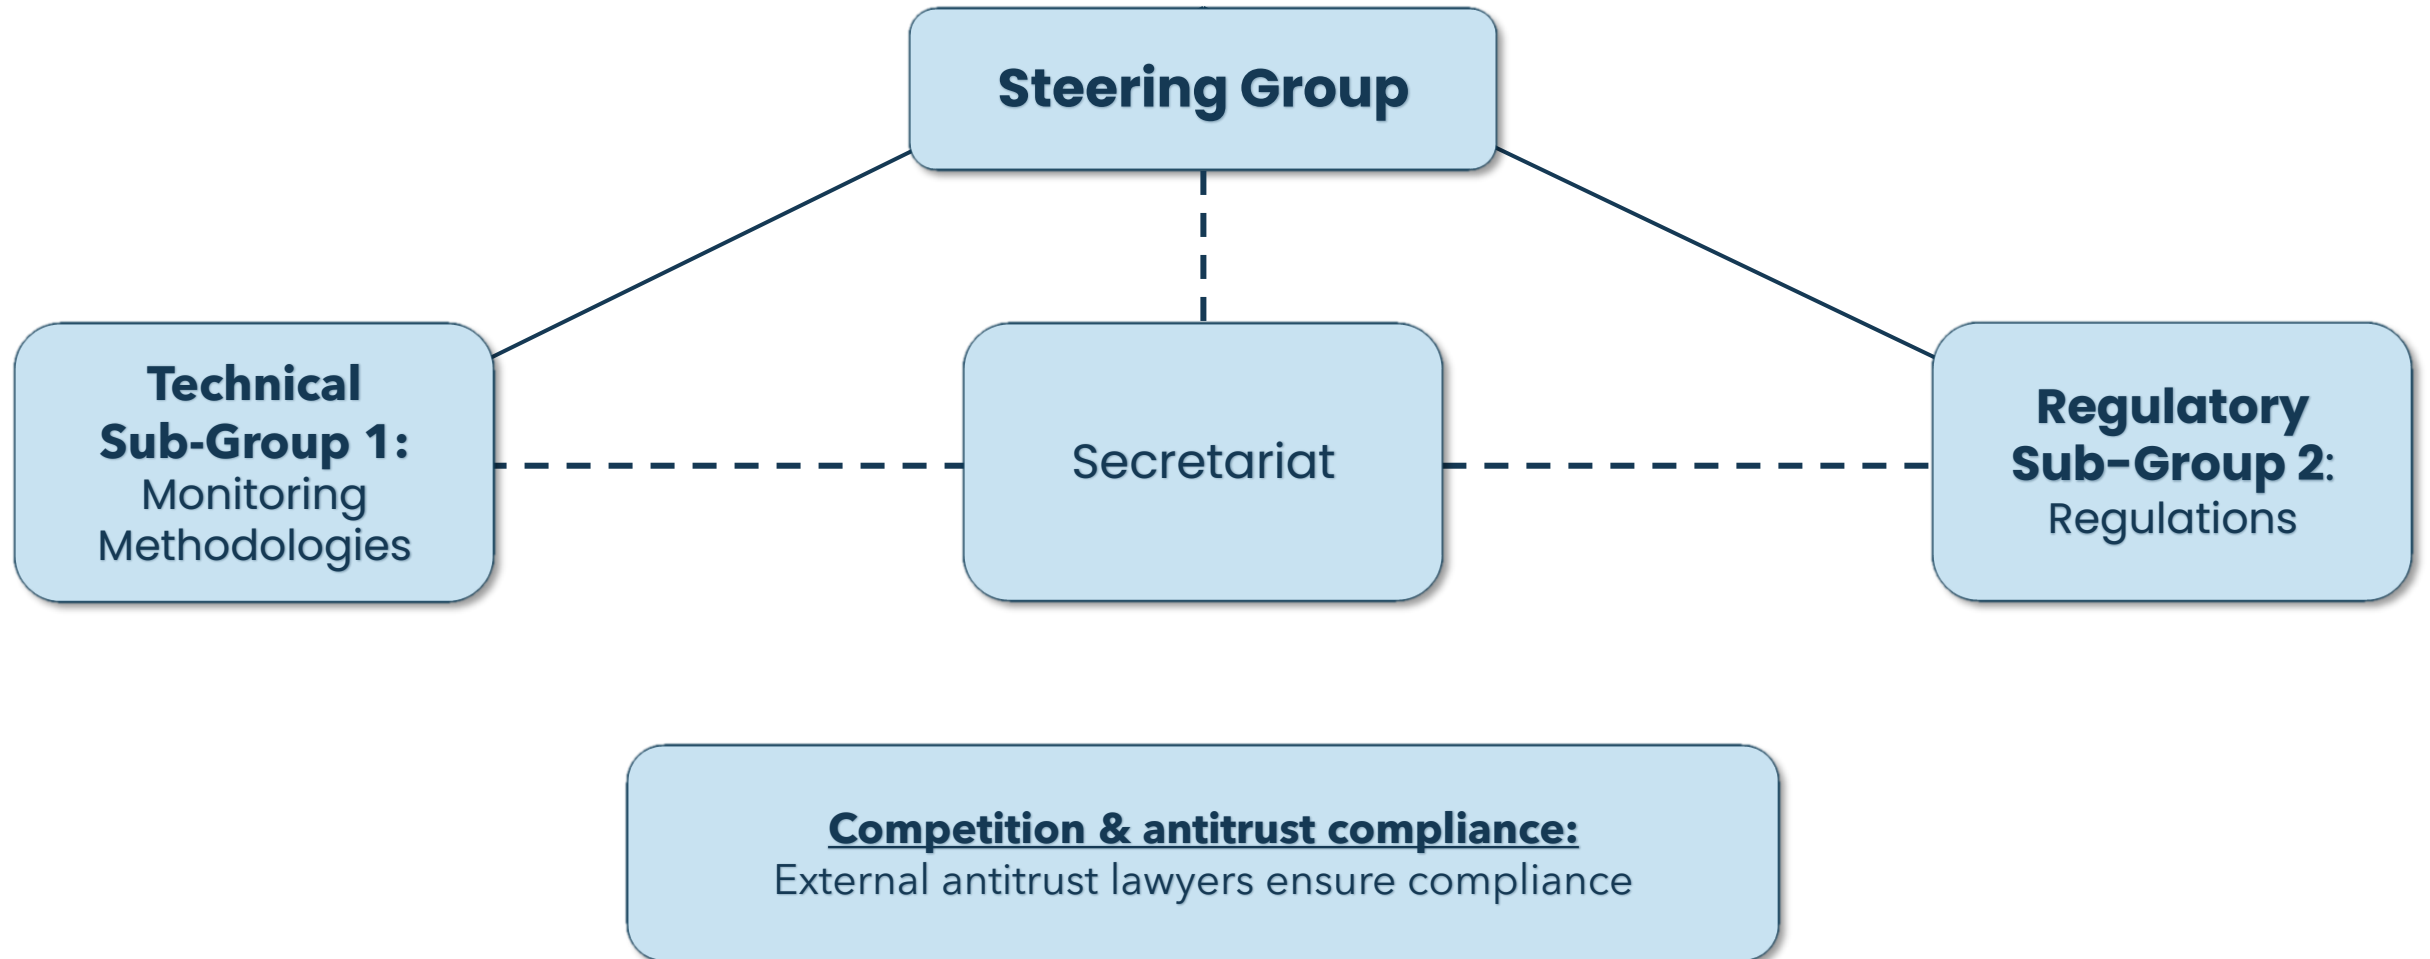 Steering Group
Technical
Sub-Group 1:
Monitoring
Methodologies
Secretariat
Regulatory
Sub-Group 2:
Regulations
Competition & antitrust compliance:
External antitrust lawyers ensure compliance